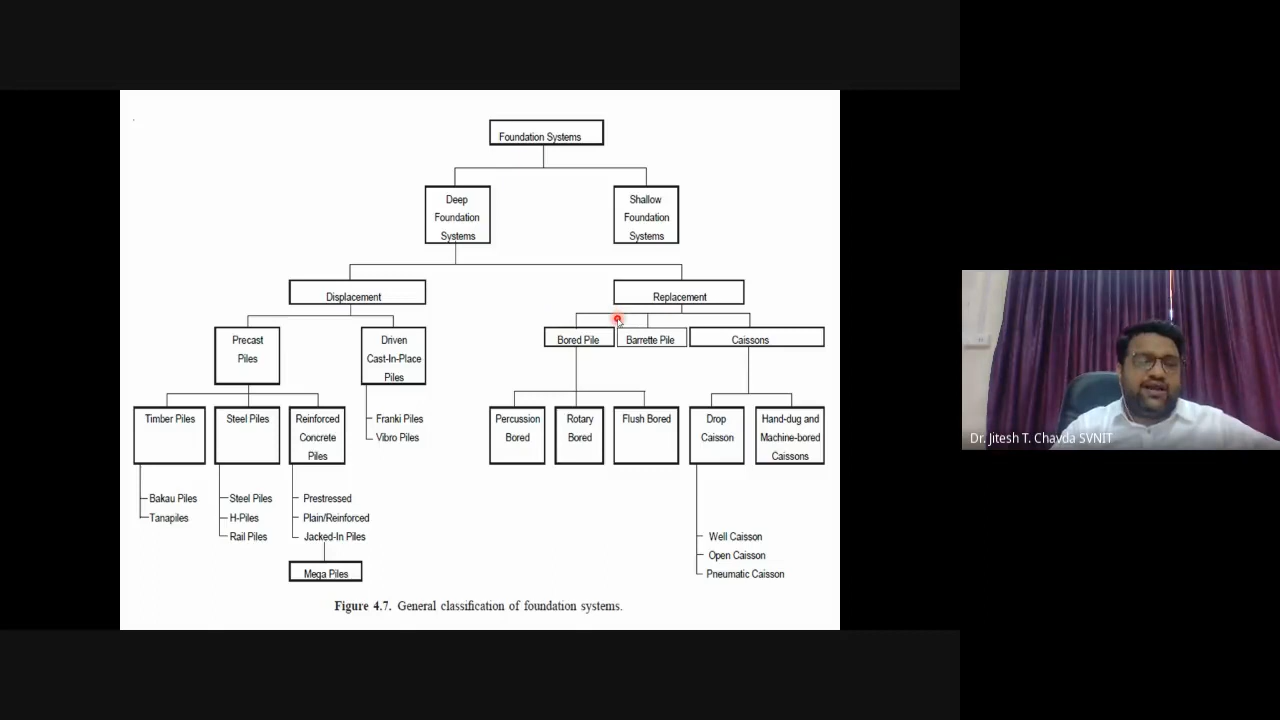 Foundation Systems
Deep
Foundation
Systems
Shallow
Foundation
Systems
Displacement
Replacement
Precast
Piles
Driven
Cast-In-Place
Piles
Bored Pile
Barrette Pile
Caissons
Timber Piles
Steel Piles
Reinforced
Concrete
Piles
Franki Piles
Vibro Piles
Percussion
Bored
Rotary
Bored
Flush Bored
Drop
Caisson
Hand-dug and
Machine-bored
Caissons
Bakau Piles
Tanapiles
Steel Piles
H-Piles
Rail Piles
Prestressed
Plain/Reinforced
Jacked-In Piles
Mega Piles
Well Caisson
Open Caisson
Pneumatic Caisson
Figure 4.7. General classification of foundation systems.
Dr. Jitesh T. Chavda SVNIT